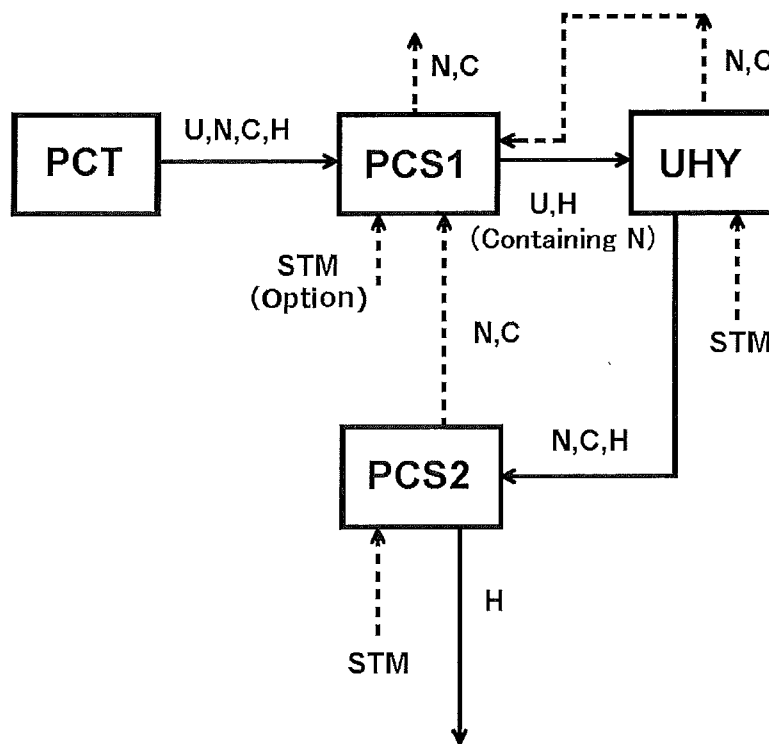 N,C
N,C
U,N,C,H
PCT
PCS1
UHY
U,H
(Containing N)
STM
(Option)
N,C
STM
N,C,H
PCS2
H
STM